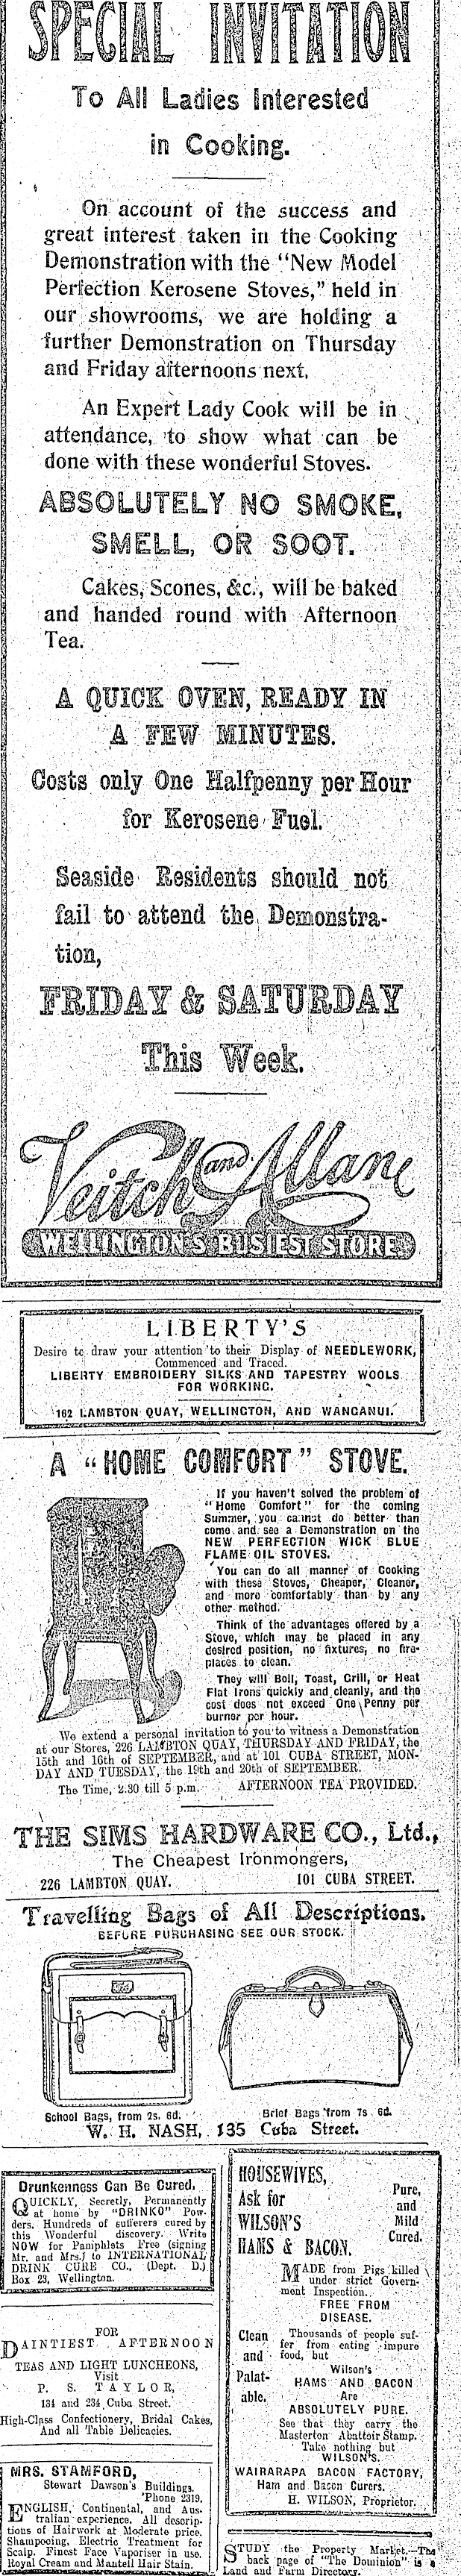 SPECIAL INVITATION
To All Ladies Interested
in Cooking.
On account of the success and
great interest taken in the Cooking
Demonstration with the "New Model
Perfection Kerosene Stoves," held in
our showrooms, we are holding a
further Demonstration on Thursday
and Friday afternoons next.
An Expert Lady Cook will be in
attendance, to show what can be
done with these wonderful Stoves.
ABSOLUTELY NO SMOKE,
SMELL, OR SOOT.
Cakes, Scones, &c., will be baked
and handed round with Afternoon
Tea.
A QUICK OVEN, READY IN
A FEW MINUTES.
Costs only One Halfpenny per Hour
for Kerosene Fuel.
Seaside Residents should not
fail to attend the Demonstra-
tion,
FRIDAY & SATURDAY
This Week.
Veitch and Allan
WELLINGTON'S BUSIEST STORE
LIBERTY'S
Desire to draw your attention to their Display of NEEDLEWORK,
Commenced and Traced.
LIBERTY EMBROIDERY SILKS AND TAPESTRY WOOLS
FOR WORKING.
162 LAMBTON QUAY, WELLINGTON, AND WANGANUI.
A "HOME COMFORT" STOVE.
If you haven't solved the problem of
"Home Comfort" for the coming
Summer, you cannot do better than
come and see a Demonstration on the
NEW PERFECTION WICK BLUE
FLAME OIL STOVES.
You can do all manner of Cooking
with these Stoves, Cheaper, Cleaner,
and more comfortably than by any
other method.
Think of the advantages offered by a
Stove, which may be placed in any
desired position, no fixtures, no fire-
places to clean.
They will Boil, Toast, Grill, or Heat
Flat Irons quickly and cleanly, and the
cost does not exceed One Penny per
burner per hour.
We extend a personal invitation to you to witness a Demonstration
at our Stores, 226 LAMBTON QUAY, THURSDAY AND FRIDAY, the
15th and 16th of SEPTEMBER, and at 101 CUBA STREET, MON-
DAY AND TUESDAY, the 19th and 20th of SEPTEMBER.
The Time, 2.30 till 5 p.m. AFTERNOON TEA PROVIDED.
THE SIMS HARDWARE CO., Ltd.,
The Cheapest Ironmongers,
226 LAMBTON QUAY. 101 CUBA STREET.
Travelling Bags of All Descriptions.
BEFORE PURCHASING SEE OUR STOCK.
School Bags, from 2s. 6d. Brief Bags from 7s 6d.
W. H. NASH, 135 Cuba Street.
Drunkenness Can Be Cured,
QUICKLY, Secretly, Permanently
at home by "DRINKO" Pow-
ders. Hundreds of sufferers cured by
this Wonderful discovery. Write
NOW for Pamphlets Free (signing
Mr. and Mrs.) to INTERNATIONAL
DRINK CURE CO., (Dept. D.)
Box 23, Wellington.
FOR
DAINTIEST AFTERNOON
TEAS AND LIGHT LUNCHEONS,
Visit
P. S. TAYLOR,
134 and 234 Cuba Street.
High-Class Confectionery, Bridal Cakes,
And all Table Delicacies.
MRS. STAMFORD,
Stewart Dawson's Buildings.
'Phone 2319.
ENGLISH, Continental, and Aus-
tralian experience. All descrip-
tions of Hairwork at Moderate price.
Shampooing, Electric Treatment for
Scalp. Finest Face Vaporiser in use.
Royal Cream and Mantell Hair Stain.
HOUSEWIVES,
Ask for
WILSON'S
HAMS & BACON.
Pure,
and
Mild
Cured.
MADE from Pigs killed
under strict Govern-
ment Inspection.
FREE FROM
DISEASE.
Clean
and
Palat-
able.
Thousands of people suf-
fer from eating impure
food, but
Wilson's
HAMS AND BACON
Are
ABSOLUTELY PURE.
See that they carry the
Masterton Abattoir Stamp.
Take nothing but
WILSON'S.
WAIRARAPA BACON FACTORY,
Ham and Bacon Curers.
H. WILSON, Proprietor.
STUDY the Property Market.—The
back page of "The Dominion" is a
Land and Farm Directory.